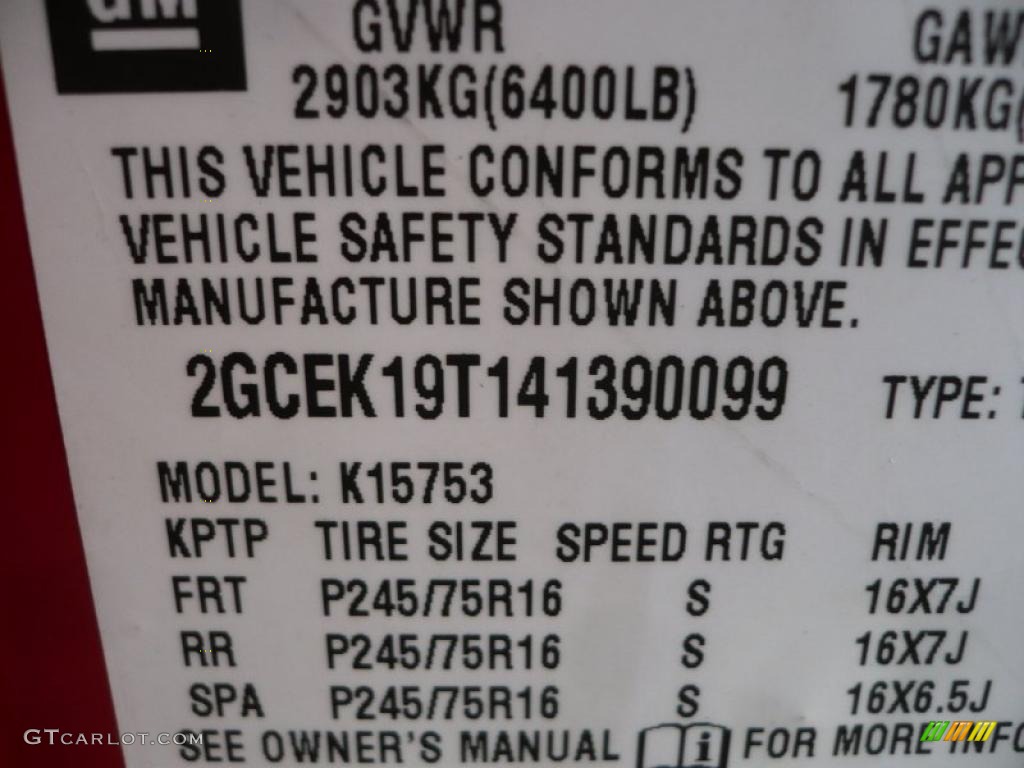 GM
GVWR GAW
2903KG(6400LB) 1780KG(
THIS VEHICLE CONFORMS TO ALL APP
VEHICLE SAFETY STANDARDS IN EFFE
MANUFACTURE SHOWN ABOVE.
2GCEK19T141390099 TYPE:
MODEL: K15753
KPTP TIRE SIZE SPEED RTG RIM
FRT P245/75R16 S 16X7J
RR P245/75R16 S 16X7J
SPA P245/75R16 S 16X6.5J
SEE OWNER'S MANUAL i FOR MORE INFO
GTCARLOT.COM